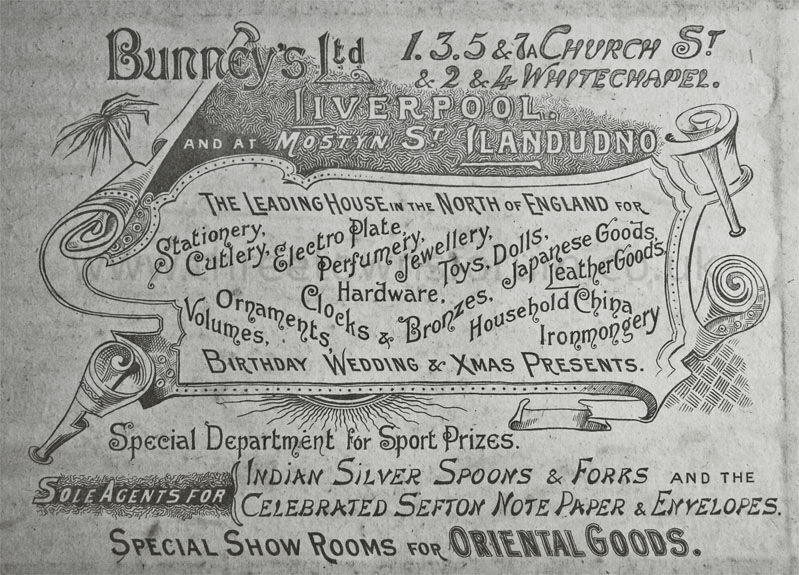 Bunney's Ltd 1.3.5 & 7A Church St
& 2 & 4 Whitechapel.
Liverpool.
and at Mostyn St Llandudno
The Leading House in the North of England for
Stationery, Cutlery, Electro Plate, Perfumery, Jewellery, Toys, Dolls, Japanese Goods, Leather Goods,
Volumes, Ornaments, Clocks & Bronzes, Hardware, Household China Ironmongery
Birthday, Wedding & Xmas Presents.
Special Department for Sport Prizes.
Sole Agents for Indian Silver Spoons & Forks and the
Celebrated Sefton Note Paper & Envelopes.
Special Show Rooms for Oriental Goods.